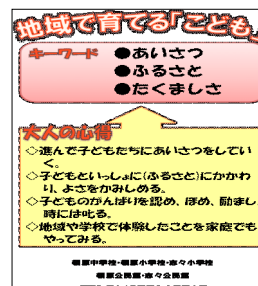 地域で育てる「こども」
キーワード ●あいさつ
●ふるさと
●たくましさ
大人の心得
◇進んで子どもたちにあいさつをしてい
く。
◇子どもといっしょに(ふるさと)にかかわ
り、よさをかみしめる。
◇子どものがんばりを認め、ほめ、励まし
時には叱る。
◇地域や学校で体験したことを家庭でも
やってみる。